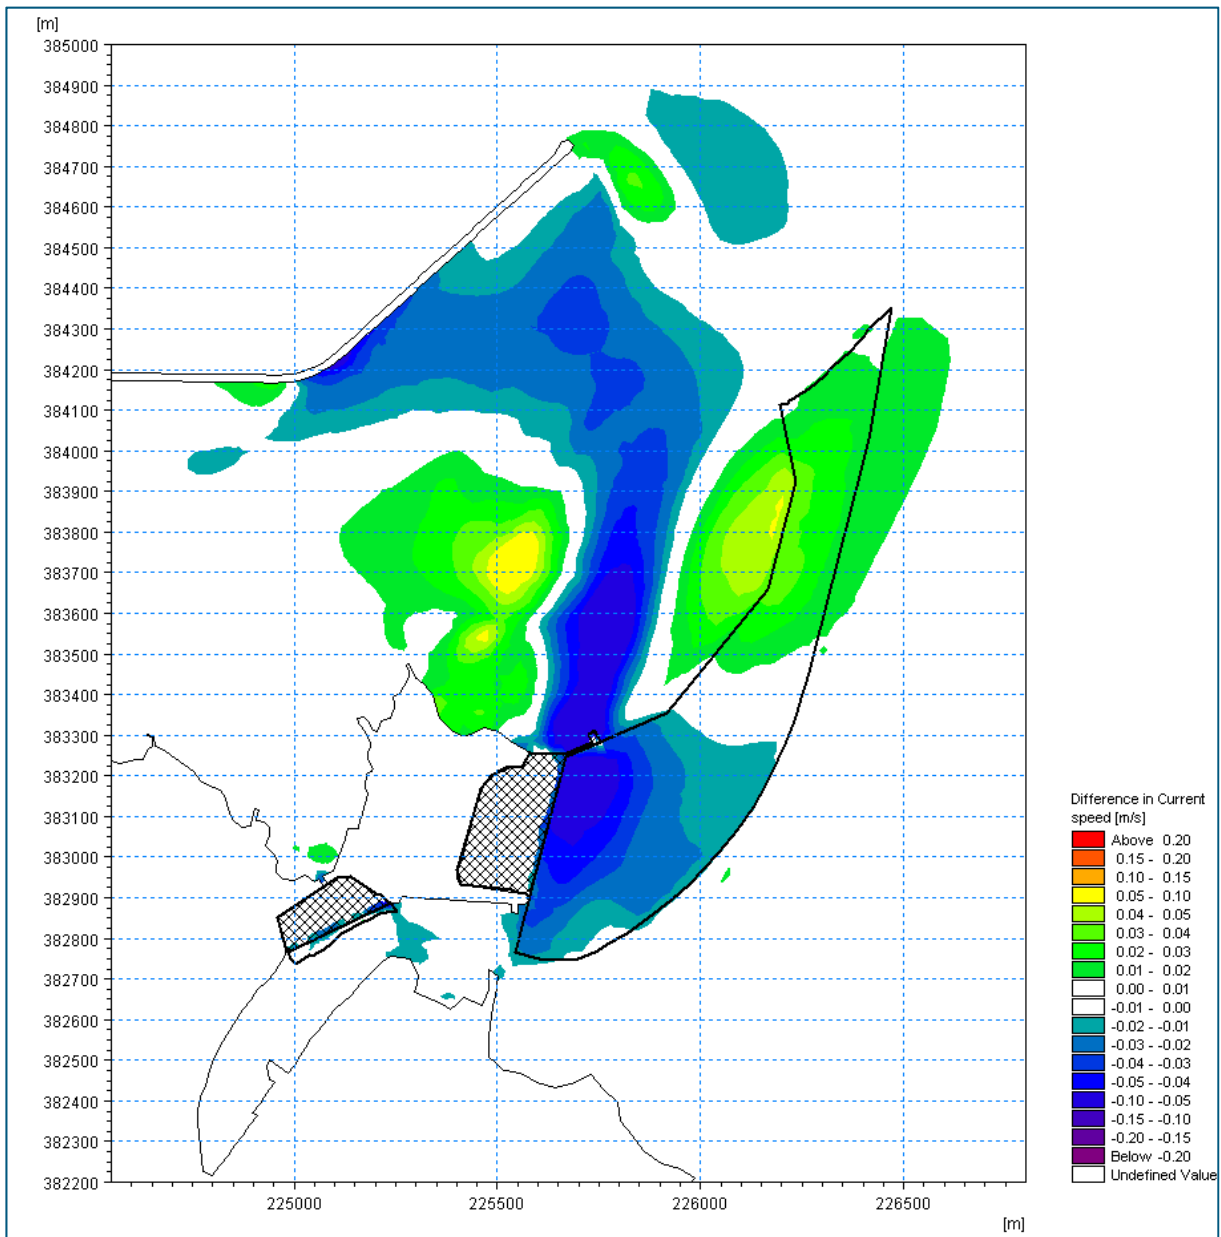 [m]
385000
384900
384800
384700
384600
384500
384400
384300
384200
384100
384000
383900
383800
383700
383600
383500
383400
383300
383200
383100
383000
382900
382800
382700
382600
382500
382400
382300
382200
225000 225500 226000 226500
[m]
Difference in Current
speed [m/s]
Above 0.20
0.15 - 0.20
0.10 - 0.15
0.05 - 0.10
0.04 - 0.05
0.03 - 0.04
0.02 - 0.03
0.01 - 0.02
0.00 - 0.01
-0.01 - 0.00
-0.02 - -0.01
-0.03 - -0.02
-0.04 - -0.03
-0.05 - -0.04
-0.10 - -0.05
-0.15 - -0.10
-0.20 - -0.15
Below -0.20
Undefined Value